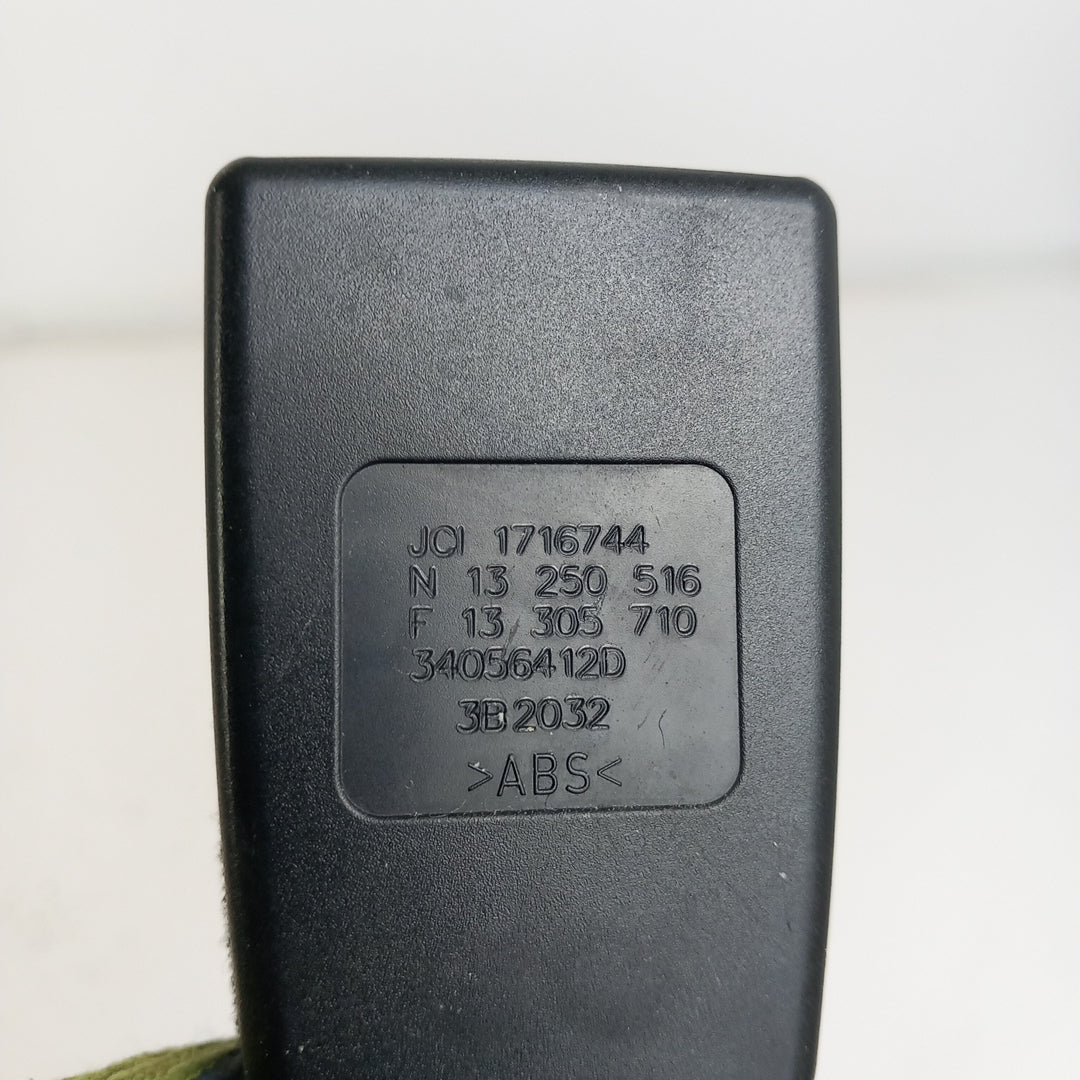 JCI 1716744
N 13 250 516
F 13 305 710
34056412D
3B2032
>ABS<